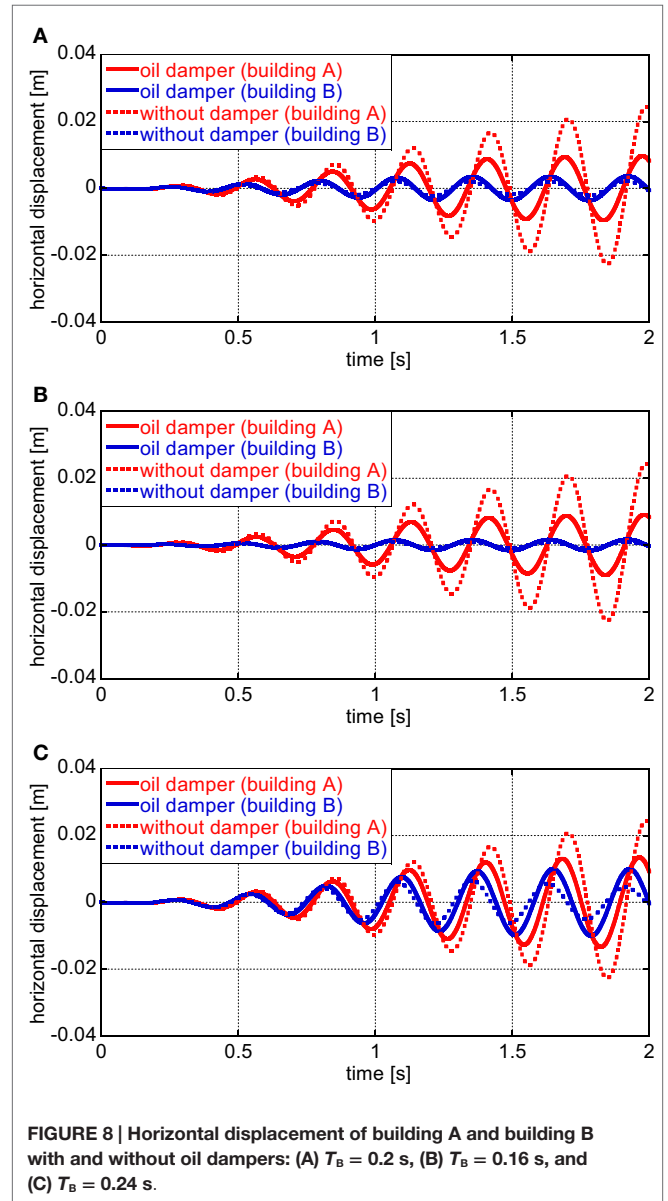 A
0.04
0.02
0
-0.02
-0.04
horizontal displacement [m]
oil damper (building A)
oil damper (building B)
without damper (building A)
without damper (building B)
0 0.5 1 1.5 2
time [s]
B
0.04
0.02
0
-0.02
-0.04
horizontal displacement [m]
oil damper (building A)
oil damper (building B)
without damper (building A)
without damper (building B)
0 0.5 1 1.5 2
time [s]
C
0.04
0.02
0
-0.02
-0.04
horizontal displacement [m]
oil damper (building A)
oil damper (building B)
without damper (building A)
without damper (building B)
0 0.5 1 1.5 2
time [s]
FIGURE 8 | Horizontal displacement of building A and building B
with and without oil dampers: (A) T_B = 0.2 s, (B) T_B = 0.16 s, and
(C) T_B = 0.24 s.